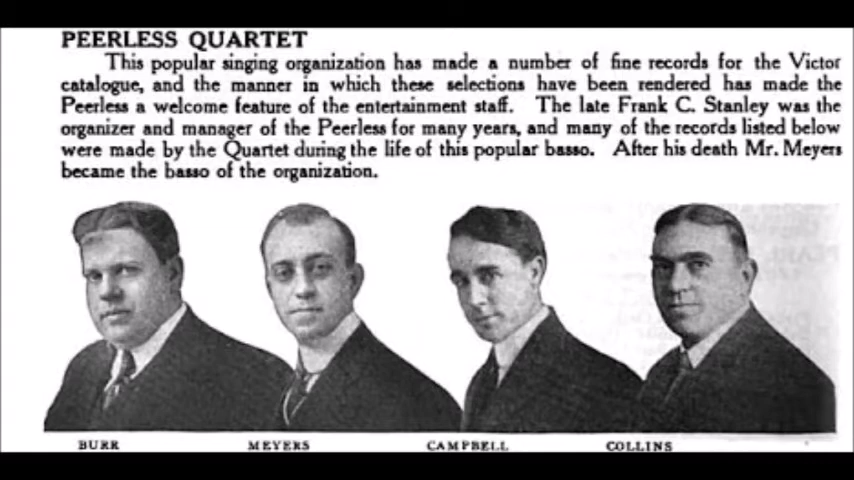 PEERLESS QUARTET
This popular singing organization has made a number of fine records for the Victor
catalogue, and the manner in which these selections have been rendered has made the
Peerless a welcome feature of the entertainment staff. The late Frank C. Stanley was the
organizer and manager of the Peerless for many years, and many of the records listed below
were made by the Quartet during the life of this popular basso. After his death Mr. Meyers
became the basso of the organization.
BURR MEYERS CAMPBELL COLLINS